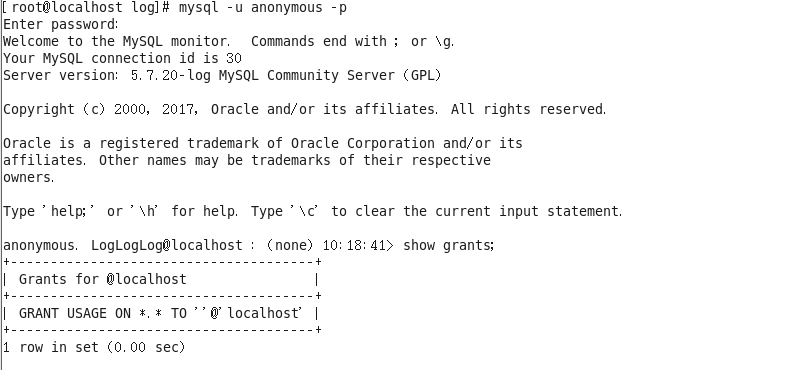 [root@localhost log]# mysql -u anonymous -p
Enter password:
Welcome to the MySQL monitor.  Commands end with ; or \g.
Your MySQL connection id is 30
Server version: 5.7.20-log MySQL Community Server (GPL)
Copyright (c) 2000, 2017, Oracle and/or its affiliates. All rights reserved.
Oracle is a registered trademark of Oracle Corporation and/or its
affiliates. Other names may be trademarks of their respective
owners.
Type 'help;' or '\h' for help. Type '\c' to clear the current input statement.
anonymous. LogLogLog@localhost : (none) 10:18:41> show grants;
+--------------------------------------+
| Grants for @localhost                |
+--------------------------------------+
| GRANT USAGE ON *.* TO ''@'localhost' |
+--------------------------------------+
1 row in set (0.00 sec)